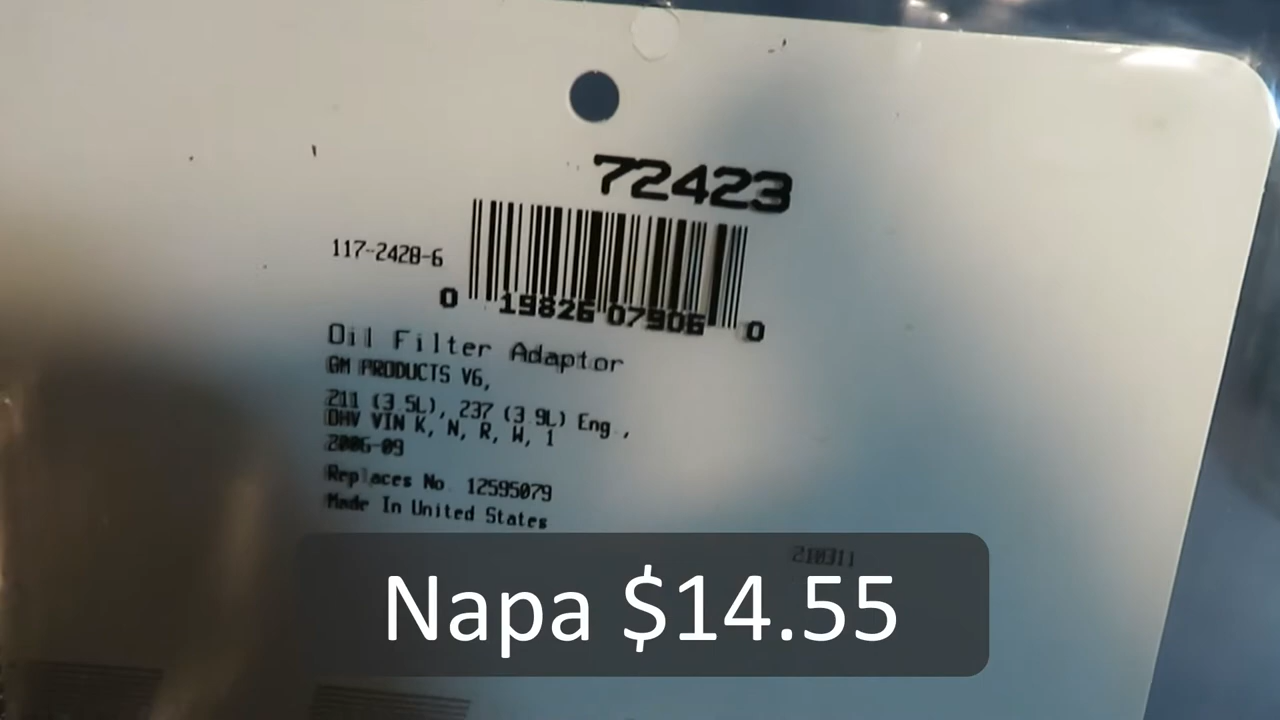 72423
117-2428-6
0 19826 07906 0
Oil Filter Adaptor
GM PRODUCTS V6,
211 (3.5L), 237 (3.9L) Eng.,
OHV VIN K, N, R, W, 1
2006-09
Replaces No. 12595079
Made In United States
210311
Napa $14.55